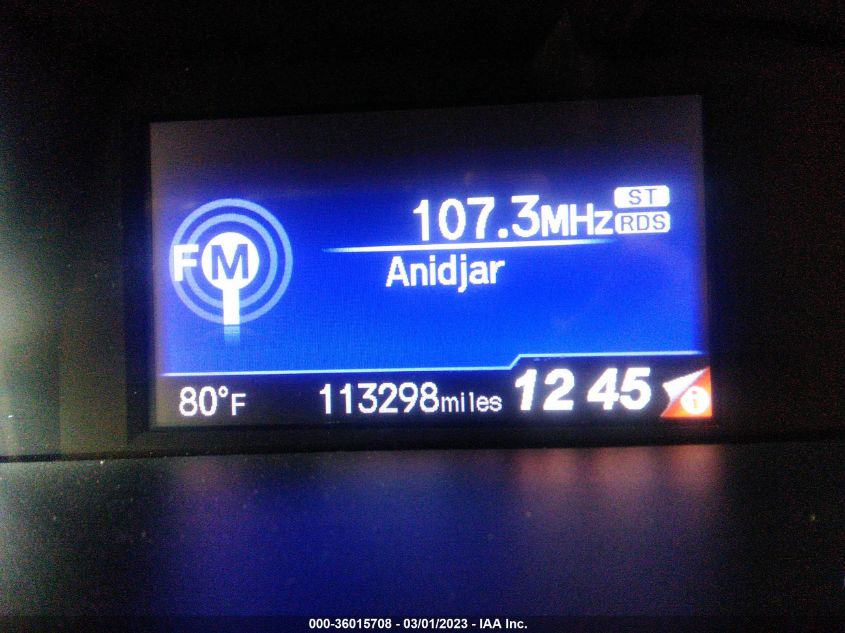 107.3MHz ST
RDS
FM
Anidjar
80°F 113298miles 12 45 i
000-36015708 - 03/01/2023 - IAA Inc.